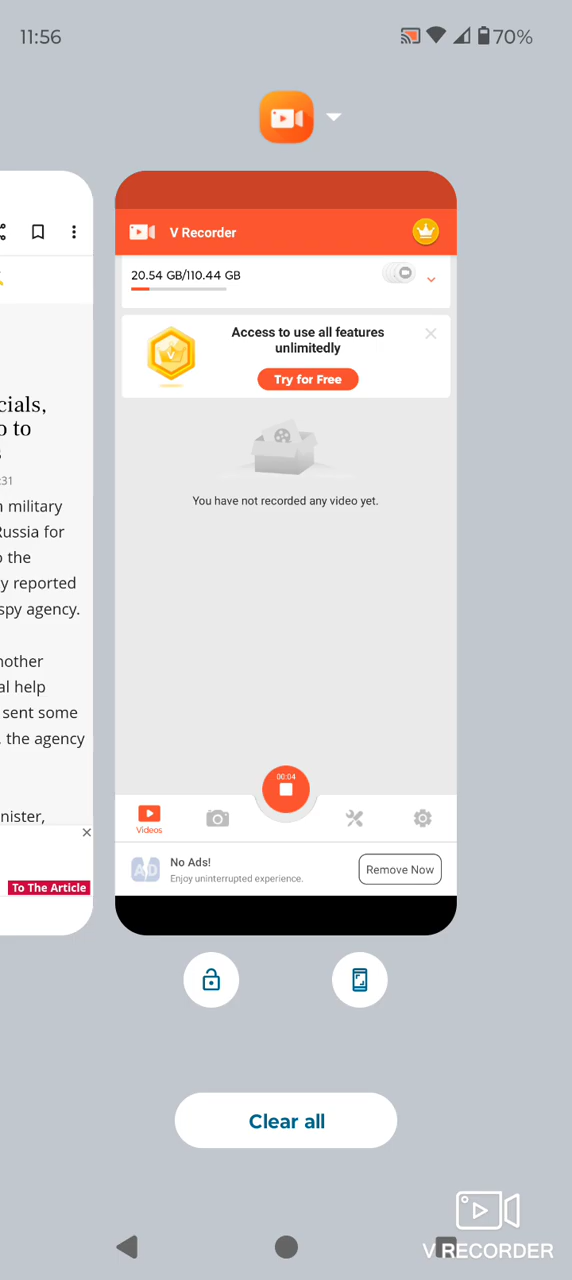 11:56
70%
V Recorder
20.54 GB/110.44 GB
Access to use all features
unlimitedly
Try for Free
You have not recorded any video yet.
cials,
o to
s
:31
n military
Russia for
o the
y reported
spy agency.
nother
al help
sent some
, the agency
nister,
To The Article
00:04
Videos
AD
No Ads!
Enjoy uninterrupted experience.
Remove Now
Clear all
V RECORDER